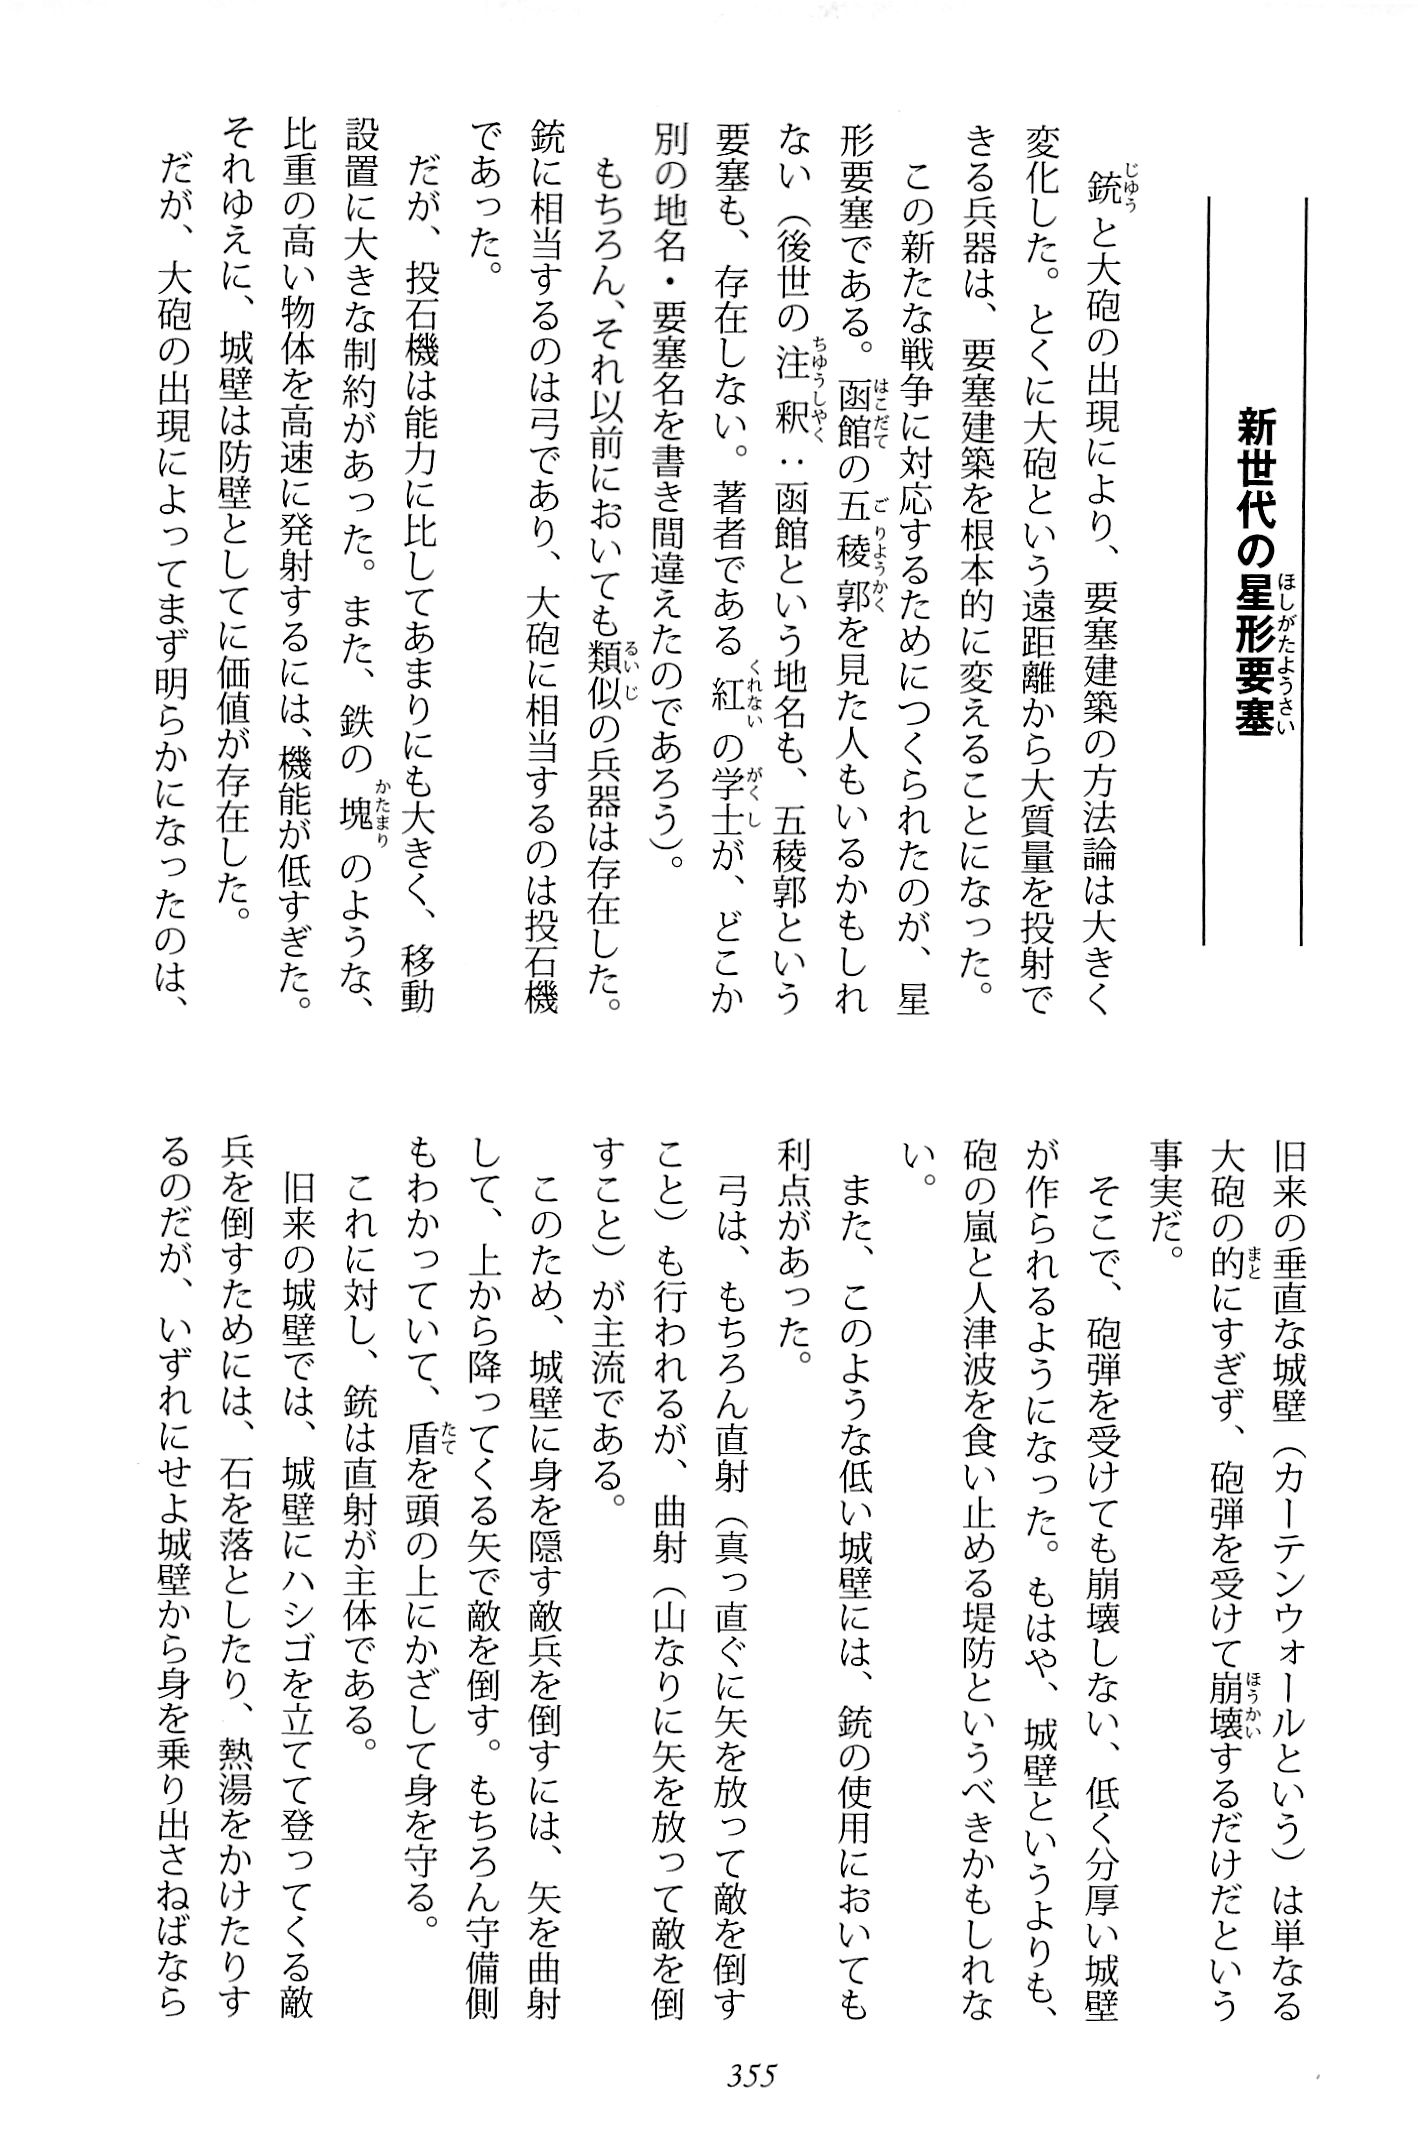 新世代の星形要塞
銃と大砲の出現により、要塞建築の方法論は大きく
変化した。とくに大砲という遠距離から大質量を投射で
きる兵器は、要塞建築を根本的に変えることになった。
この新たな戦争に対応するためにつくられたのが、星
形要塞である。函館の五稜郭を見た人もいるかもしれ
ない（後世の注釈：函館という地名も、五稜郭という
要塞も、存在しない。著者である紅の学士が、どこか
別の地名・要塞名を書き間違えたのであろう）。
もちろん、それ以前においても類似の兵器は存在した。
銃に相当するのは弓であり、大砲に相当するのは投石機
であった。
だが、投石機は能力に比してあまりにも大きく、移動
設置に大きな制約があった。また、鉄の塊のような、
比重の高い物体を高速に発射するには、機能が低すぎた。
それゆえに、城壁は防壁としてに価値が存在した。
だが、大砲の出現によってまず明らかになったのは、
旧来の垂直な城壁（カーテンウォールという）は単なる
大砲の的にすぎず、砲弾を受けて崩壊するだけだという
事実だ。
そこで、砲弾を受けても崩壊しない、低く分厚い城壁
が作られるようになった。もはや、城壁というよりも、
砲の嵐と人津波を食い止める堤防というべきかもしれな
い。
また、このような低い城壁には、銃の使用においても
利点があった。
弓は、もちろん直射（真っ直ぐに矢を放って敵を倒す
こと）も行われるが、曲射（山なりに矢を放って敵を倒
すこと）が主流である。
このため、城壁に身を隠す敵兵を倒すには、矢を曲射
して、上から降ってくる矢で敵を倒す。もちろん守備側
もわかっていて、盾を頭の上にかざして身を守る。
これに対し、銃は直射が主体である。
旧来の城壁では、城壁にハシゴを立てて登ってくる敵
兵を倒すためには、石を落としたり、熱湯をかけたりす
るのだが、いずれにせよ城壁から身を乗り出さねばなら
355